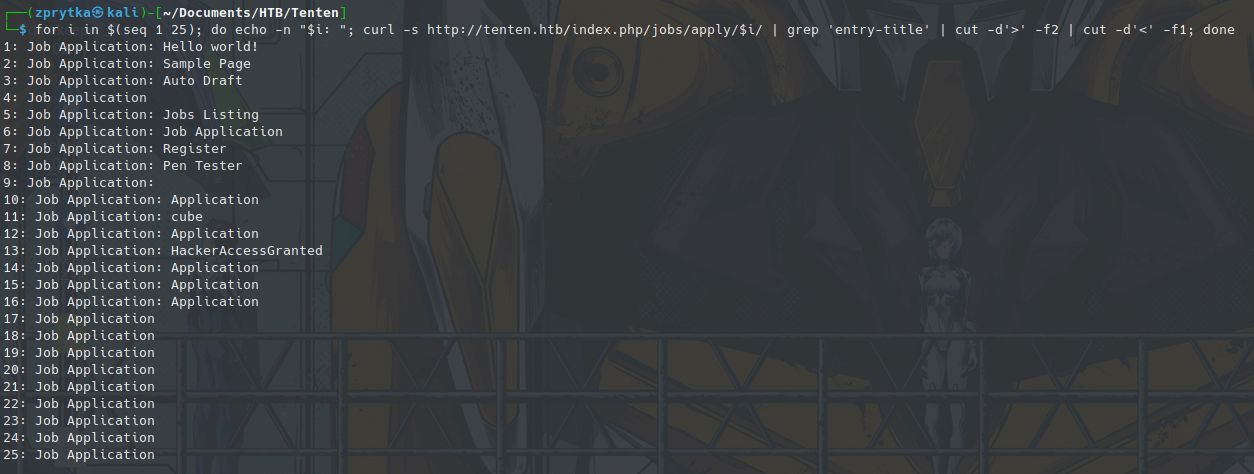 ┌──(zprytka㉿kali)-[~/Documents/HTB/Tenten]
└─$ for i in $(seq 1 25); do echo -n "$i: "; curl -s http://tenten.htb/index.php/jobs/apply/$i/ | grep 'entry-title' | cut -d'>' -f2 | cut -d'<' -f1; done
1: Job Application: Hello world!
2: Job Application: Sample Page
3: Job Application: Auto Draft
4: Job Application
5: Job Application: Jobs Listing
6: Job Application: Job Application
7: Job Application: Register
8: Job Application: Pen Tester
9: Job Application:
10: Job Application: Application
11: Job Application: cube
12: Job Application: Application
13: Job Application: HackerAccessGranted
14: Job Application: Application
15: Job Application: Application
16: Job Application: Application
17: Job Application
18: Job Application
19: Job Application
20: Job Application
21: Job Application
22: Job Application
23: Job Application
24: Job Application
25: Job Application